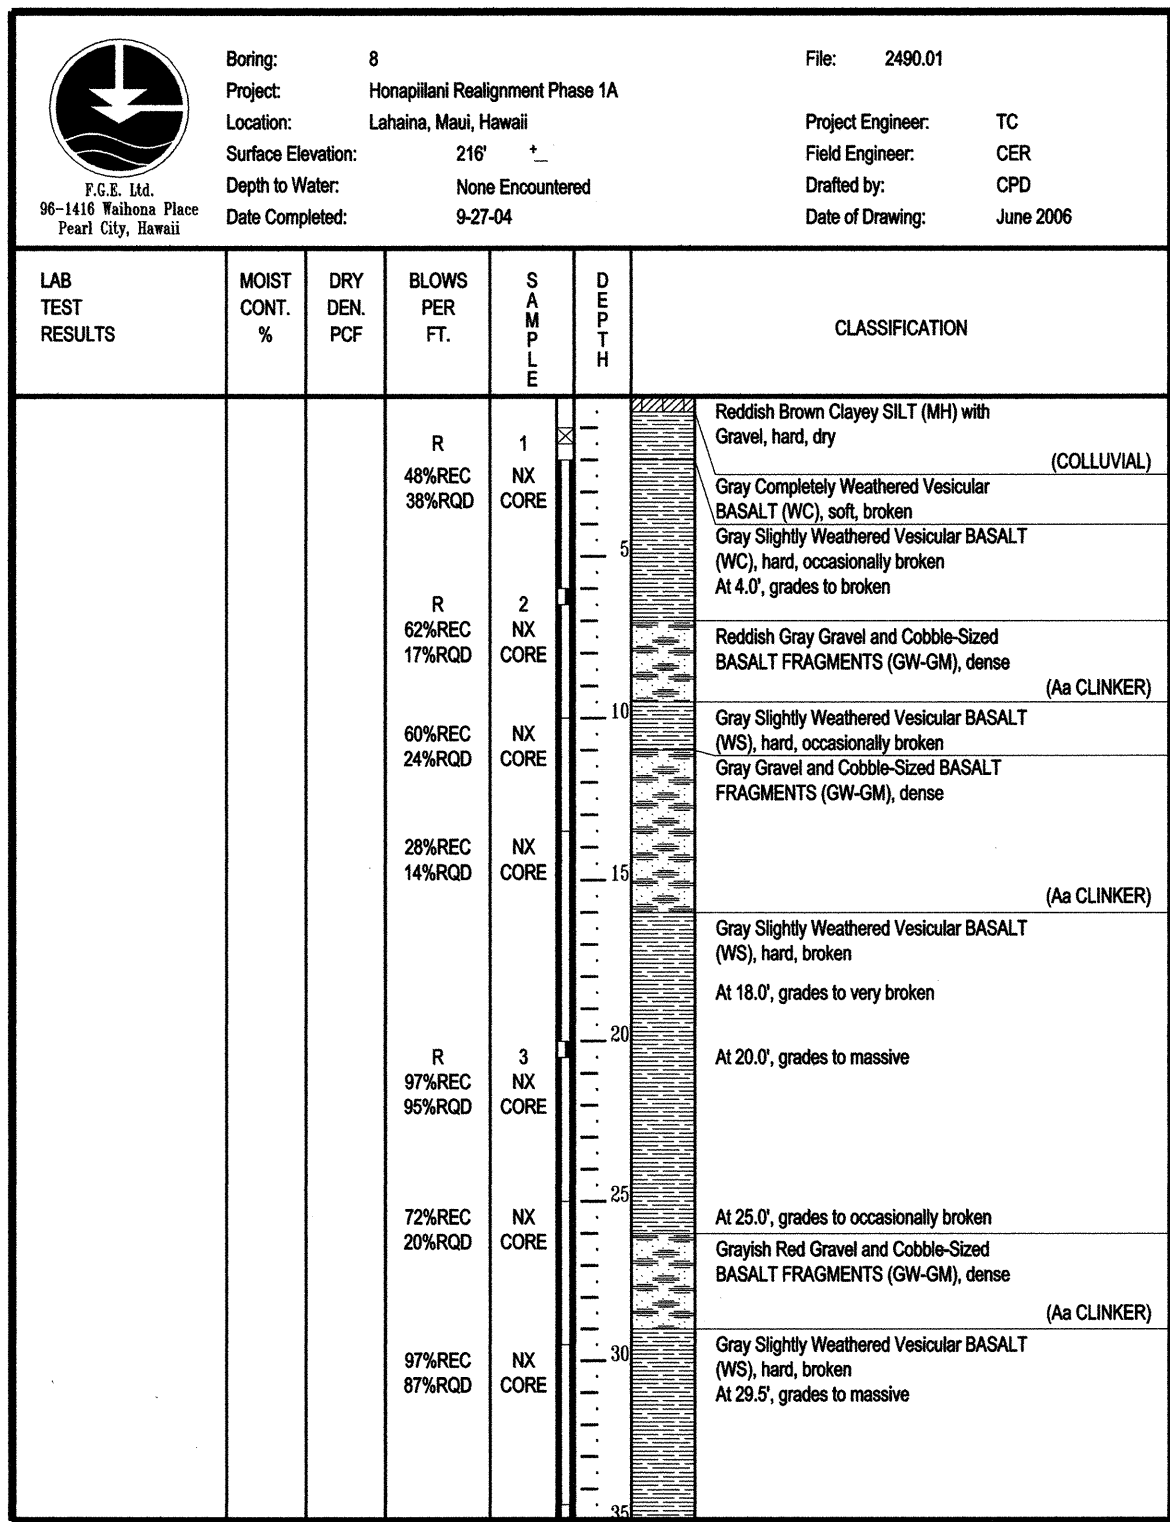 F.G.E. Ltd.
96-1416 Waihona Place
Pearl City, Hawaii
Boring: 8
File: 2490.01
Project: Honapiilani Realignment Phase 1A
Location: Lahaina, Maui, Hawaii
Project Engineer: TC
Surface Elevation: 216' +_
Field Engineer: CER
Depth to Water: None Encountered
Drafted by: CPD
Date Completed: 9-27-04
Date of Drawing: June 2006
LAB
TEST
RESULTS
MOIST
CONT.
%
DRY
DEN.
PCF
BLOWS
PER
FT.
SAMPLE
DEPTH
CLASSIFICATION
Reddish Brown Clayey SILT (MH) with
Gravel, hard, dry
(COLLUVIAL)
R 1
48%REC NX
38%RQD CORE
Gray Completely Weathered Vesicular
BASALT (WC), soft, broken
Gray Slightly Weathered Vesicular BASALT
(WC), hard, occasionally broken
At 4.0', grades to broken
5
R 2
62%REC NX
17%RQD CORE
Reddish Gray Gravel and Cobble-Sized
BASALT FRAGMENTS (GW-GM), dense
(Aa CLINKER)
10
60%REC NX
24%RQD CORE
Gray Slightly Weathered Vesicular BASALT
(WS), hard, occasionally broken
Gray Gravel and Cobble-Sized BASALT
FRAGMENTS (GW-GM), dense
28%REC NX
14%RQD CORE
15
(Aa CLINKER)
Gray Slightly Weathered Vesicular BASALT
(WS), hard, broken
At 18.0', grades to very broken
20
R 3
97%REC NX
95%RQD CORE
At 20.0', grades to massive
25
72%REC NX
20%RQD CORE
At 25.0', grades to occasionally broken
Grayish Red Gravel and Cobble-Sized
BASALT FRAGMENTS (GW-GM), dense
(Aa CLINKER)
30
97%REC NX
87%RQD CORE
Gray Slightly Weathered Vesicular BASALT
(WS), hard, broken
At 29.5', grades to massive
35